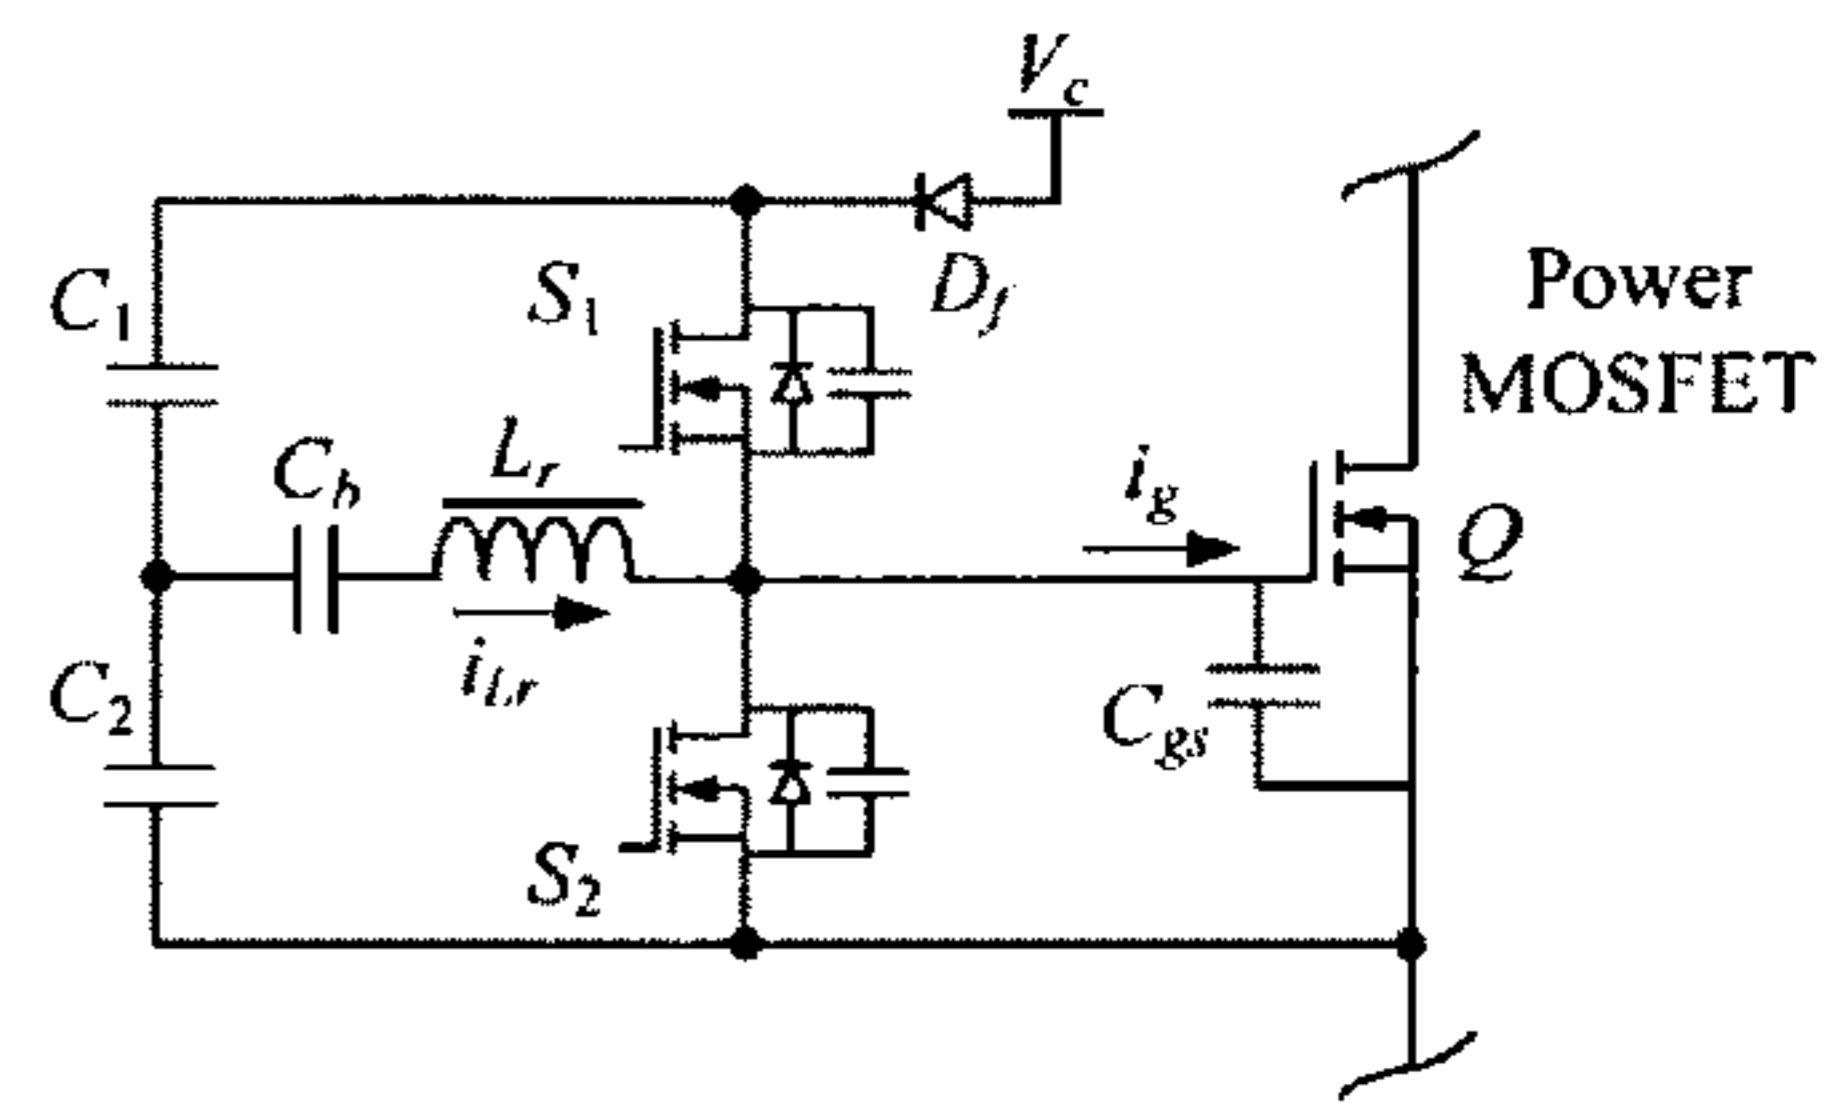 V_c
C_1
S_1
D_f
Power
MOSFET
C_b
L_r
i_g
Q
i_Lr
C_2
C_gs
S_2